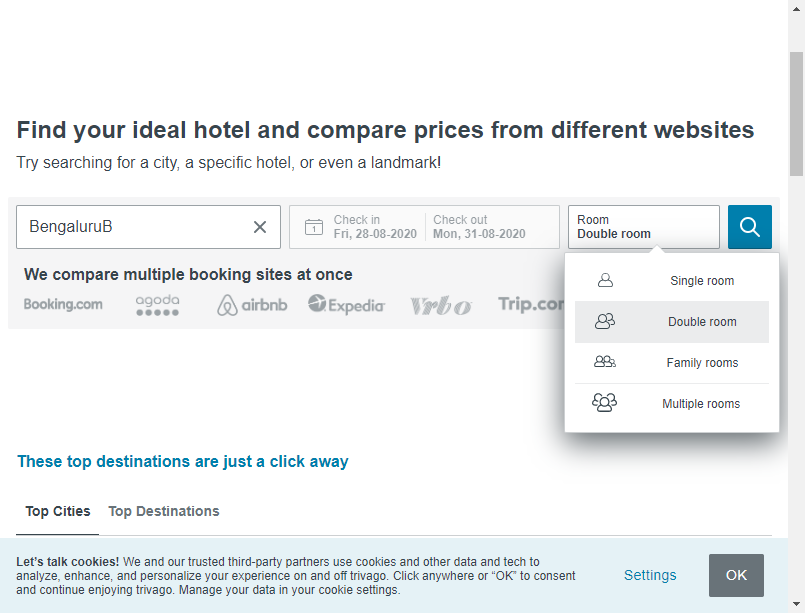 Find your ideal hotel and compare prices from different websites
Try searching for a city, a specific hotel, or even a landmark!
BengaluruB
Check in
Fri, 28-08-2020
Check out
Mon, 31-08-2020
Room
Double room
1
We compare multiple booking sites at once
Booking.com
agoda
airbnb
Expedia
Vrbo
Single room
Double room
Family rooms
Multiple rooms
These top destinations are just a click away
Top Cities
Top Destinations
Let's talk cookies! We and our trusted third-party partners use cookies and other data and tech to
analyze, enhance, and personalize your experience on and off trivago. Click anywhere or “OK” to consent
and continue enjoying trivago. Manage your data in your cookie settings.
Settings
OK